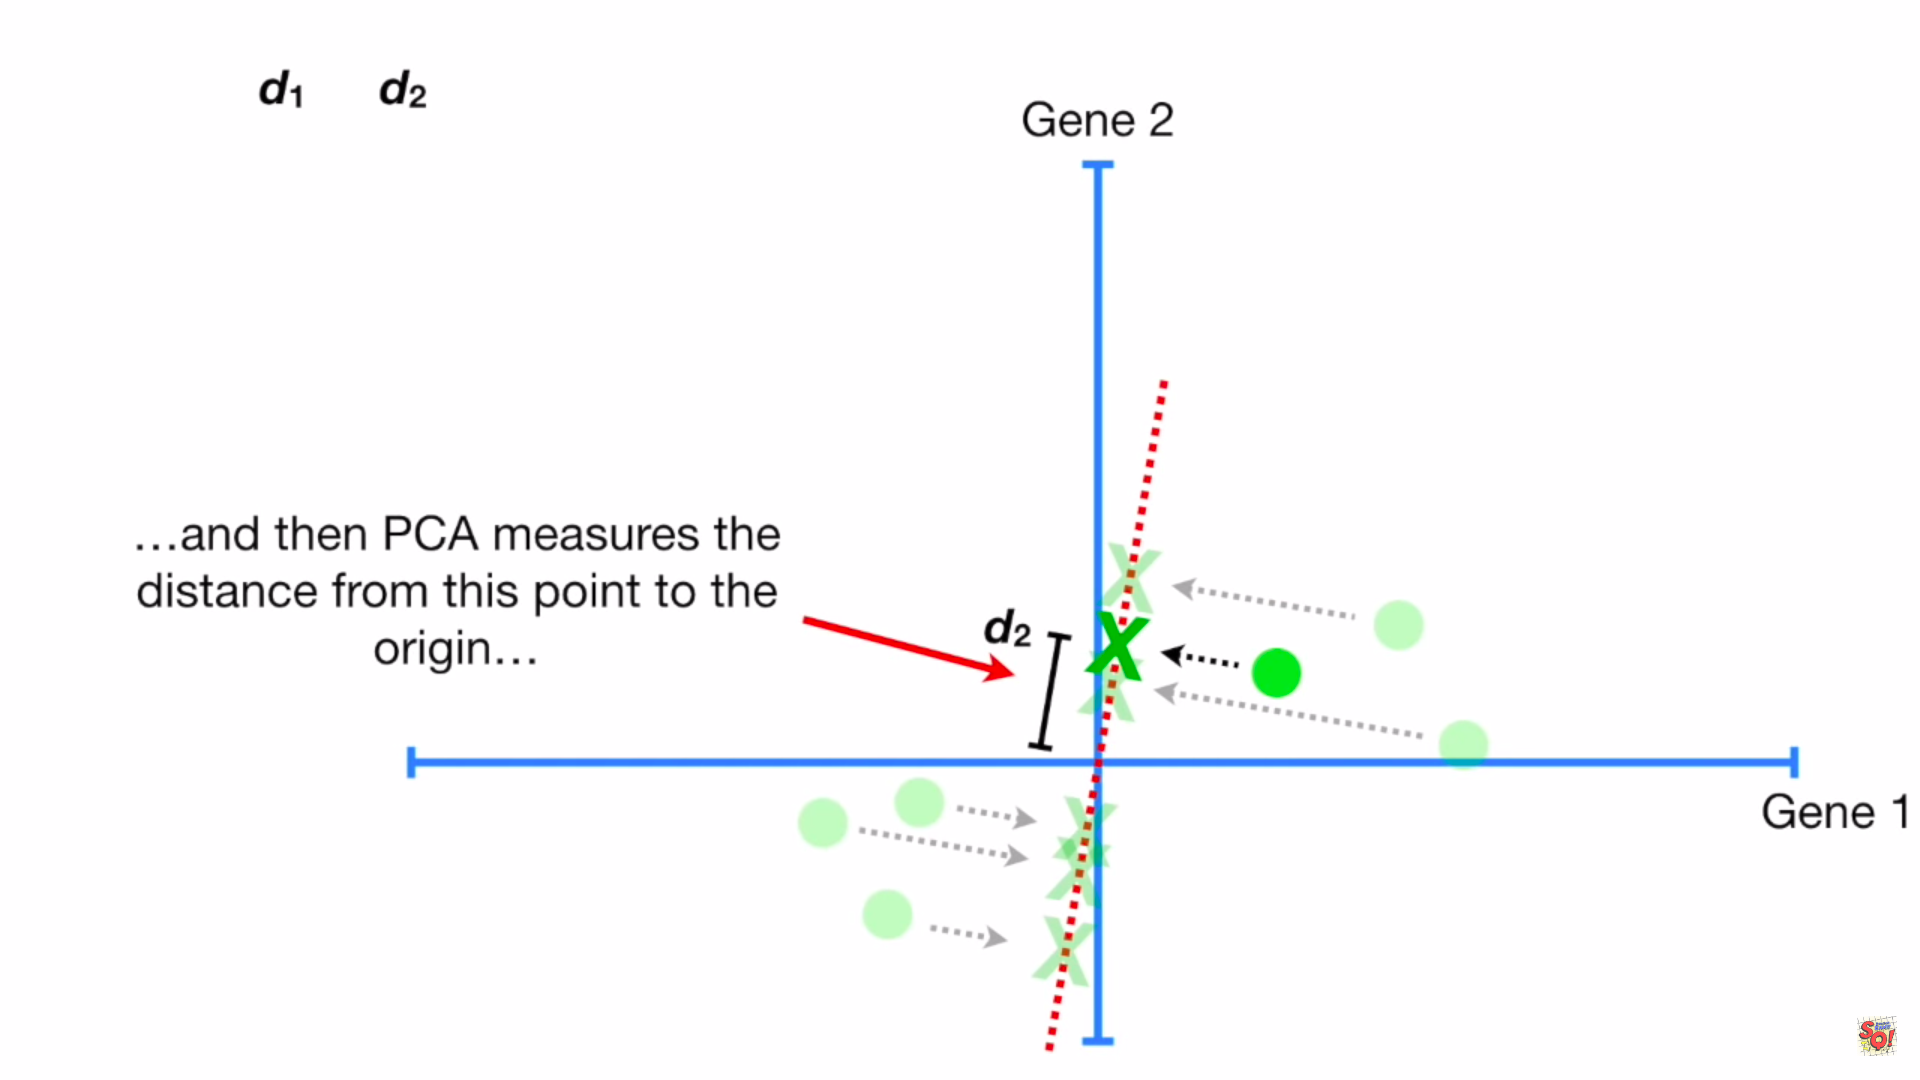 d1 d2
Gene 2
…and then PCA measures the
distance from this point to the
origin…
d2
X
Gene 1
SQ!